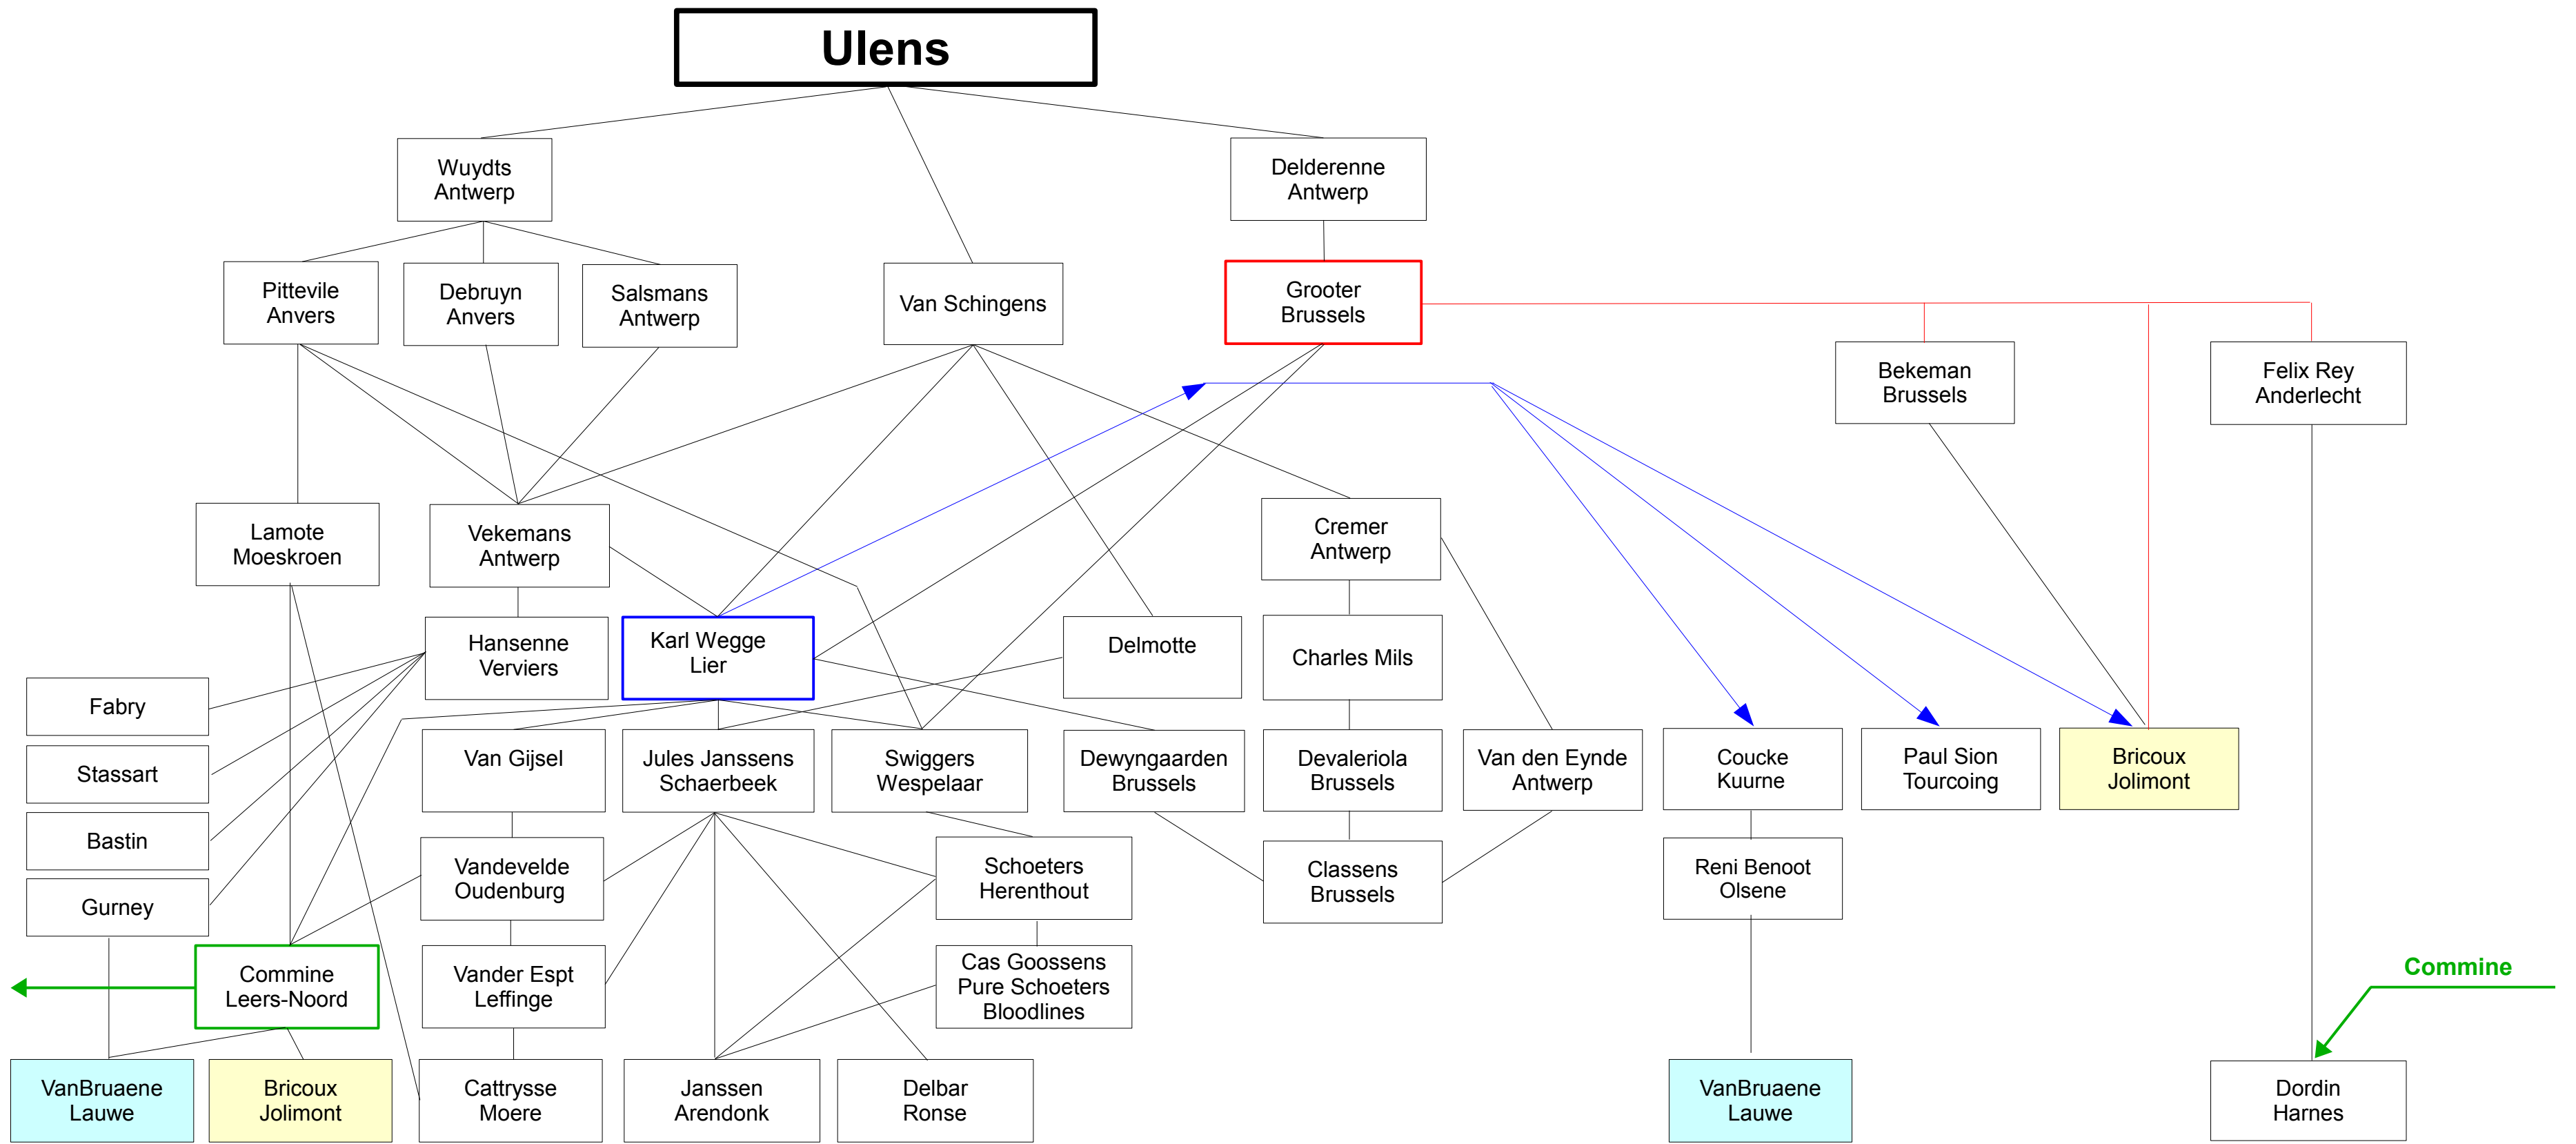 Ulens
Wuydts
Antwerp
Delderenne
Antwerp
Pittevile
Anvers
Debruyn
Anvers
Salsmans
Antwerp
Van Schingens
Grooter
Brussels
Bekeman
Brussels
Felix Rey
Anderlecht
Lamote
Moeskroen
Vekemans
Antwerp
Cremer
Antwerp
Hansenne
Verviers
Karl Wegge
Lier
Delmotte
Charles Mils
Fabry
Stassart
Bastin
Gurney
Van Gijsel
Jules Janssens
Schaerbeek
Swiggers
Wespelaar
Dewyngaarden
Brussels
Devaleriola
Brussels
Van den Eynde
Antwerp
Coucke
Kuurne
Paul Sion
Tourcoing
Bricoux
Jolimont
Vandevelde
Oudenburg
Schoeters
Herenthout
Classens
Brussels
Reni Benoot
Olsene
Commine
Leers-Noord
Vander Espt
Leffinge
Cas Goossens
Pure Schoeters
Bloodlines
Commine
VanBruaene
Lauwe
Bricoux
Jolimont
Cattrysse
Moere
Janssen
Arendonk
Delbar
Ronse
VanBruaene
Lauwe
Dordin
Harnes